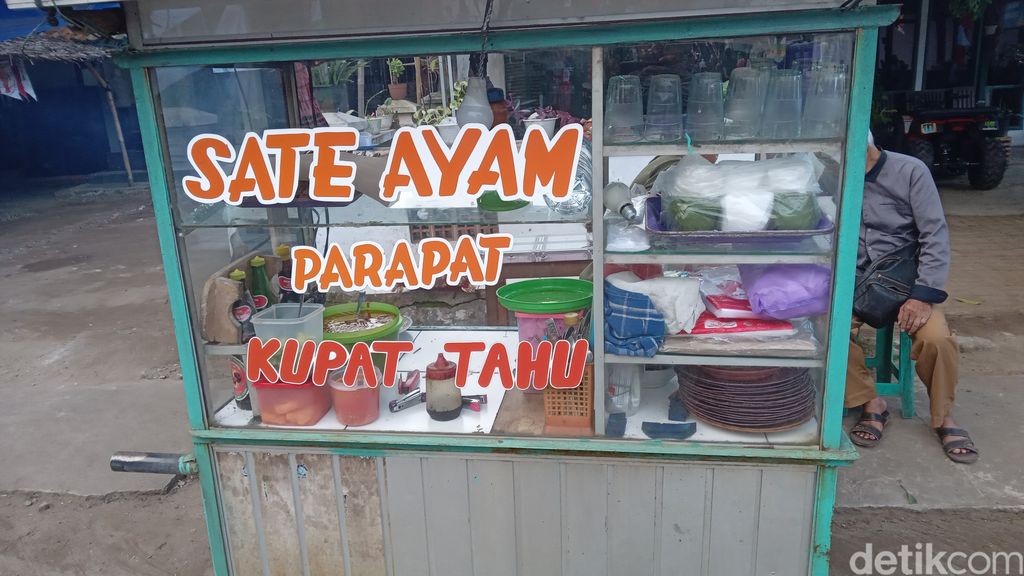 SATE AYAM
PARAPAT
KUPAT TAHU
detikcom